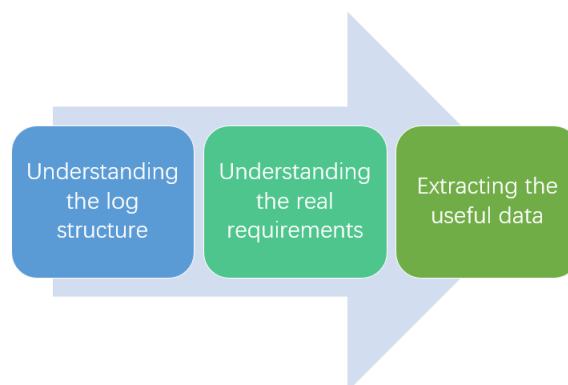 Understanding
the log
structure
Understanding
the real
requirements
Extracting the
useful data